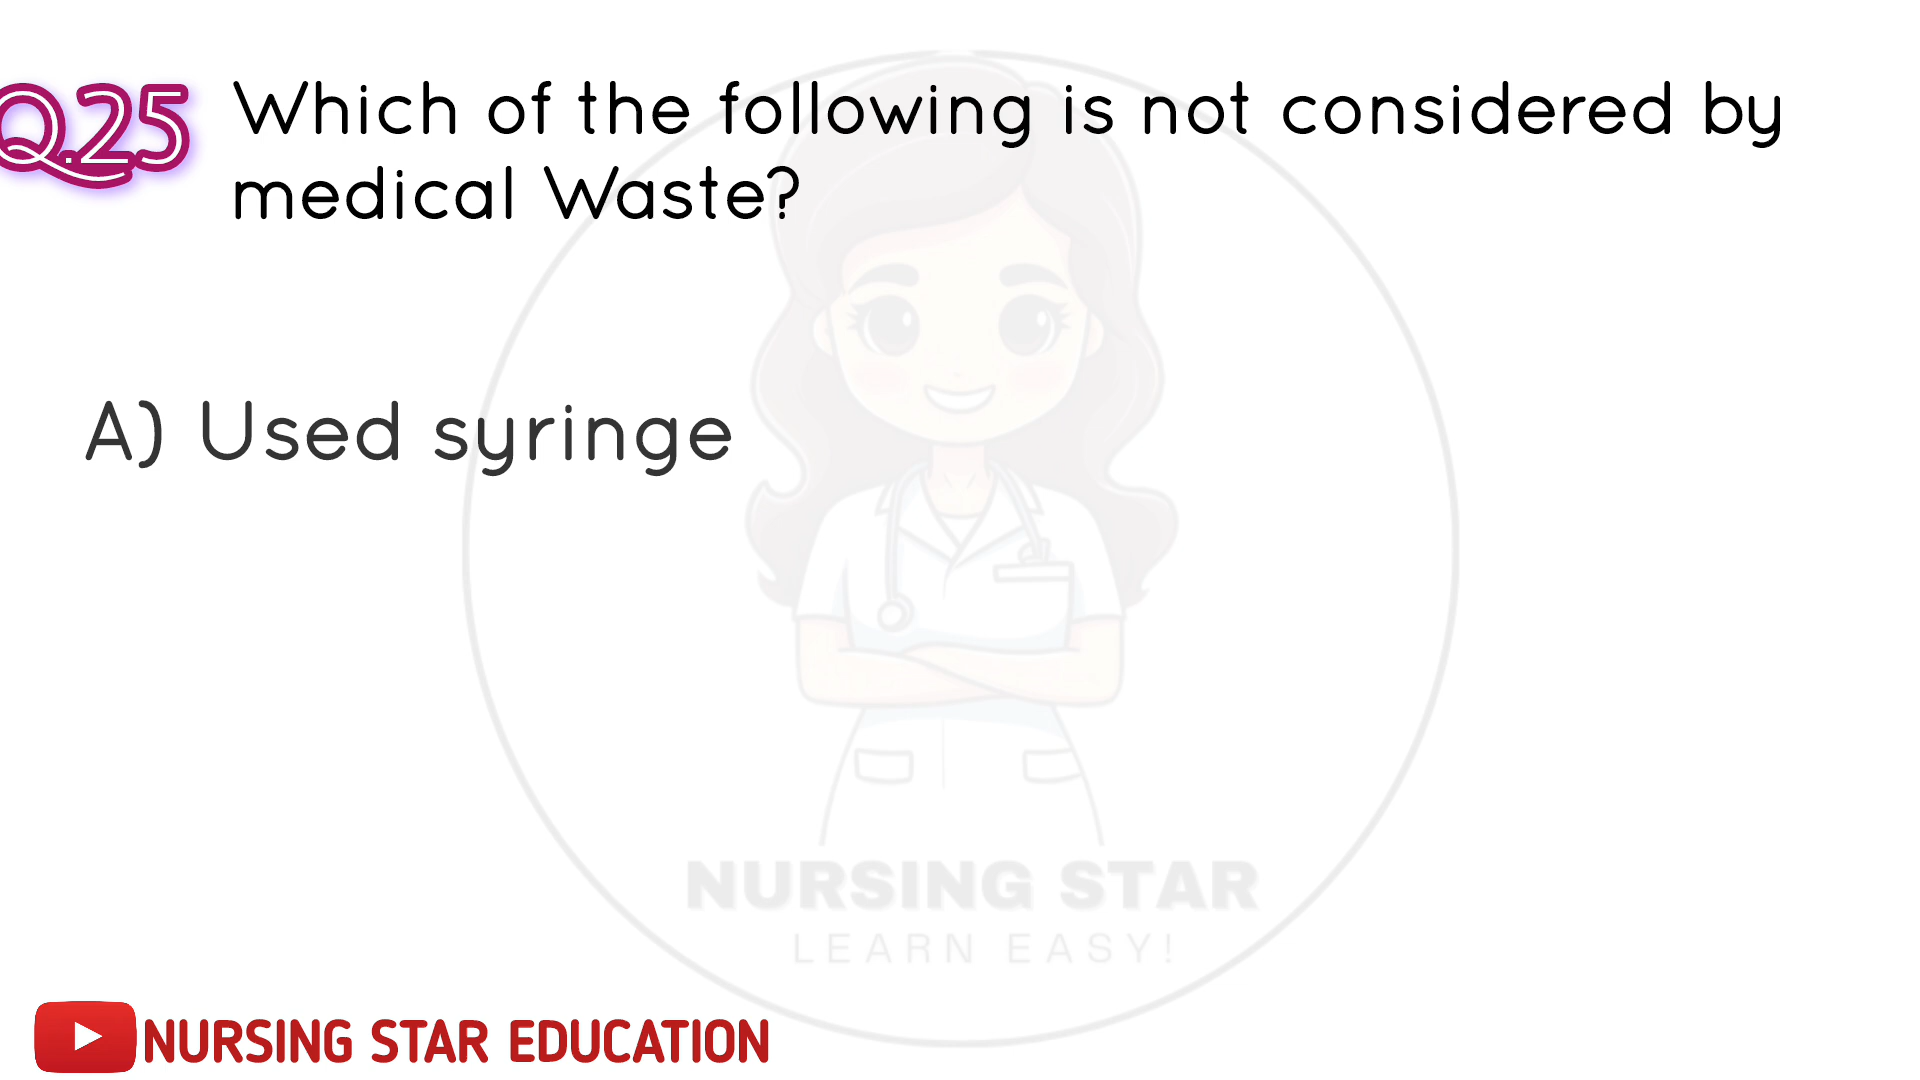 Q.25 Which of the following is not considered by
medical Waste?
A) Used syringe
NURSING STAR
LEARN EASY!
NURSING STAR EDUCATION